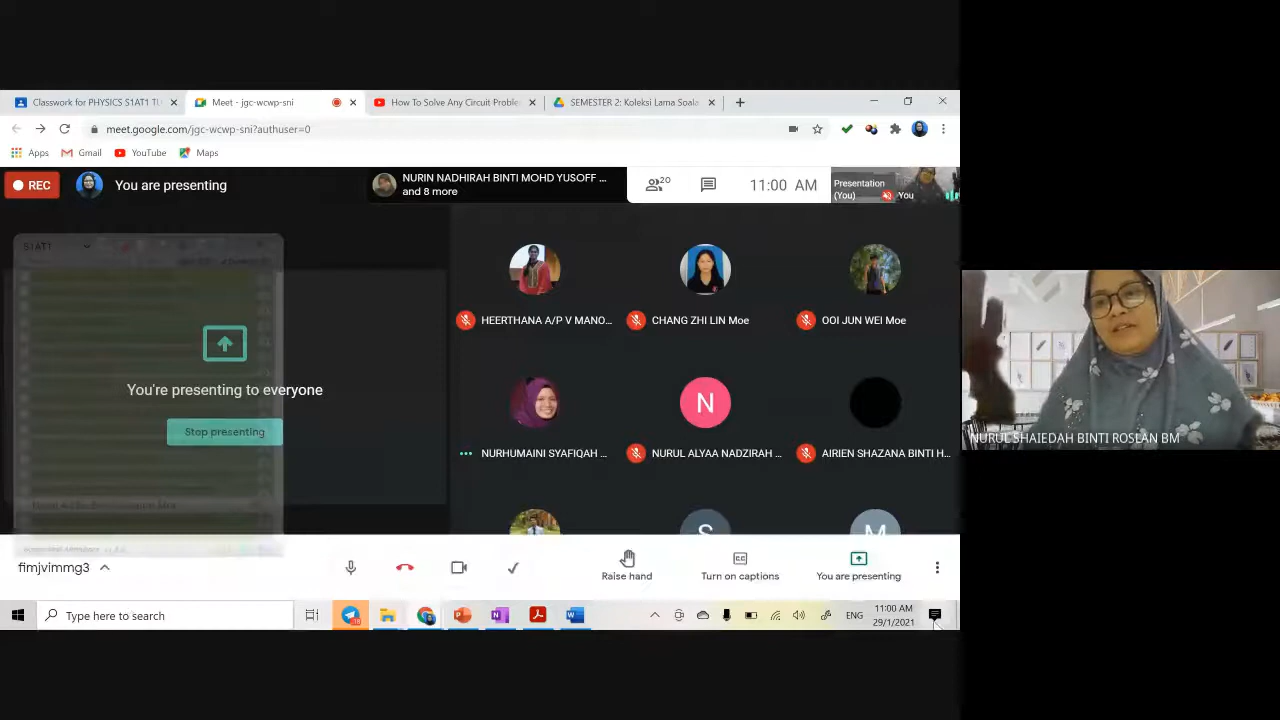 Classwork for PHYSICS S1AT1 TU
Meet - jgc-wcwp-sni
How To Solve Any Circuit Proble
SEMESTER 2: Koleksi Lama Soala
meet.google.com/jgc-wcwp-sni?authuser=0
Apps
Gmail
YouTube
Maps
REC
You are presenting
NURIN NADHIRAH BINTI MOHD YUSOFF ...
and 8 more
20
11:00 AM
Presentation
(You)
You
S1AT1
HEERTHANA A/P V MANO...
CHANG ZHI LIN Moe
OOI JUN WEI Moe
You're presenting to everyone
Stop presenting
N
NURHUMAINI SYAFIQAH ...
NURUL ALYAA NADZIRAH ...
AIRIEN SHAZANA BINTI H...
NURUL SHAIEDAH BINTI ROSLAN BM
S
M
fimjvimmg3
Raise hand
Turn on captions
You are presenting
Type here to search
ENG
11:00 AM
29/1/2021